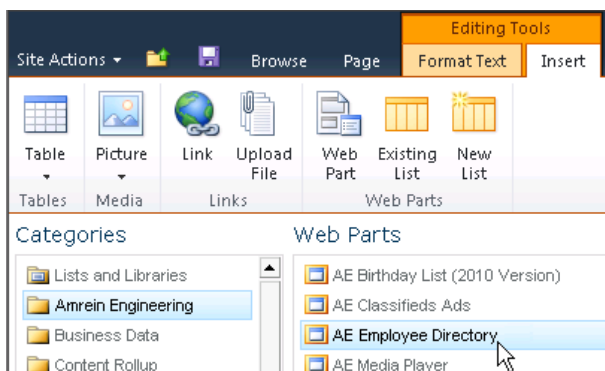 Editing Tools
Site Actions Browse Page Format Text Insert
Table Picture Link Upload File Web Part Existing List New List
Tables Media Links Web Parts
Categories Web Parts
Lists and Libraries AE Birthday List (2010 Version)
Amrein Engineering AE Classifieds Ads
Business Data AE Employee Directory
Content Rollup AE Media Player